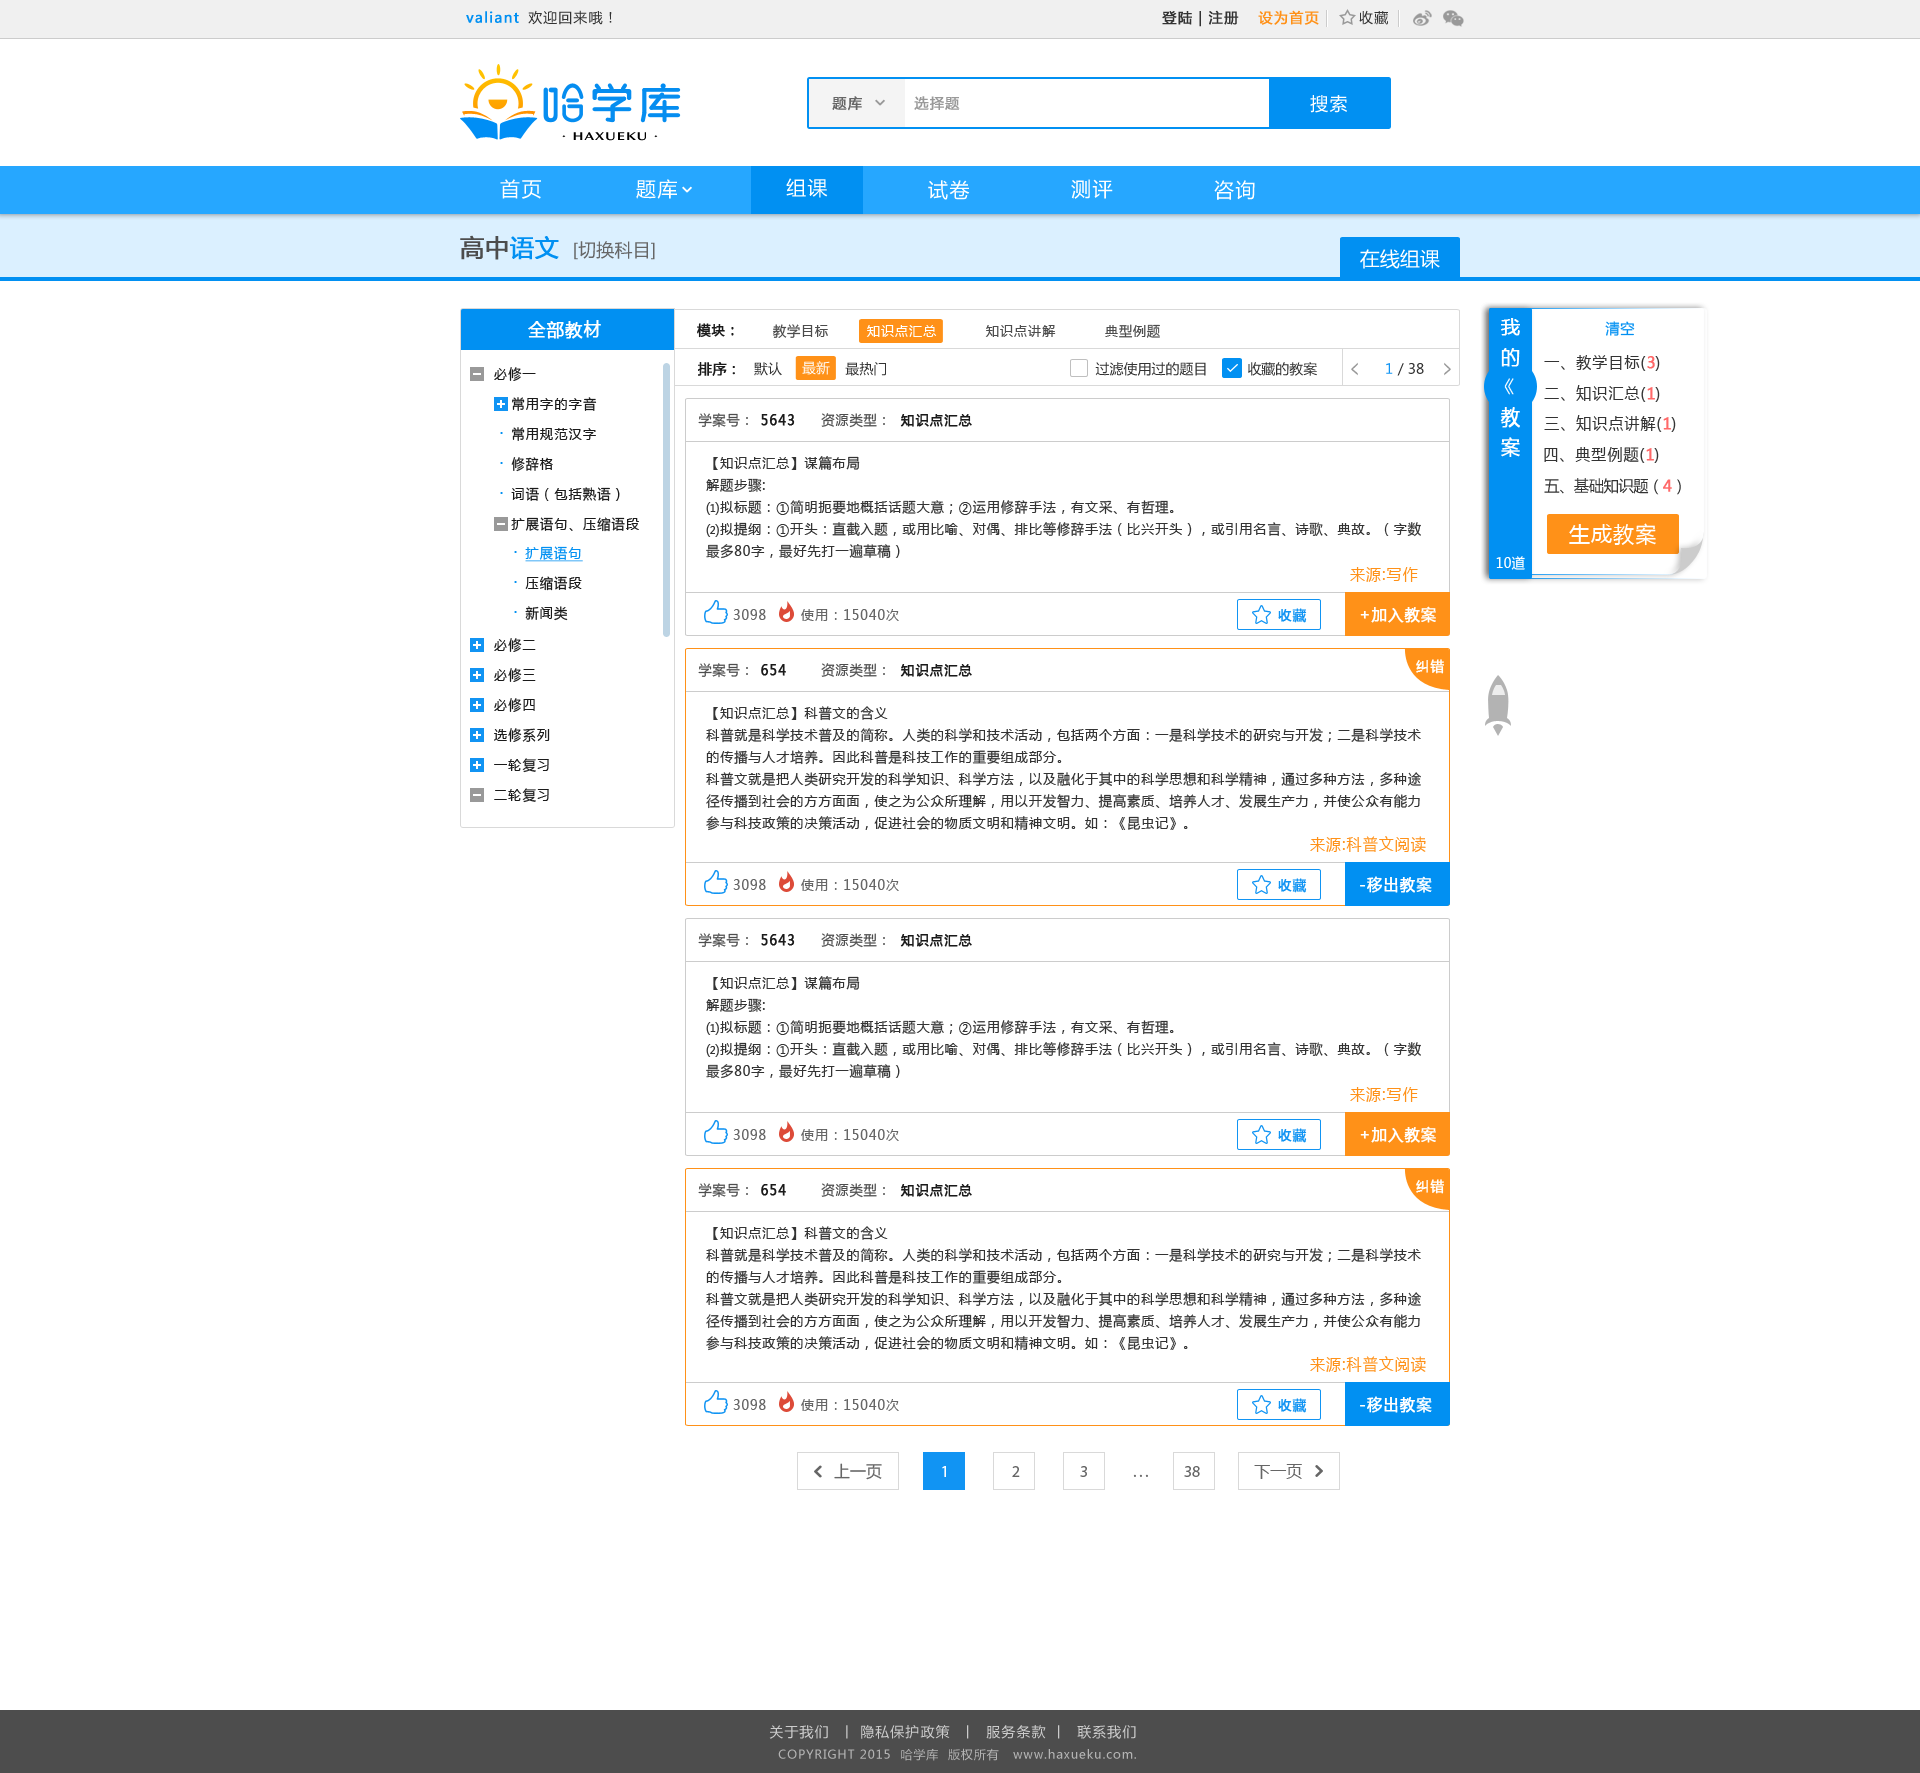 valiant 欢迎回来哦！
登陆 | 注册 设为首页 收藏
哈学库
· HAXUEKU ·
题库 选择题 搜索
首页 题库 组课 试卷 测评 咨询
高中语文 [切换科目]
在线组课
全部教材
必修一
常用字的字音
· 常用规范汉字
· 修辞格
· 词语（包括熟语）
扩展语句、压缩语段
· 扩展语句
· 压缩语段
· 新闻类
必修二
必修三
必修四
选修系列
一轮复习
二轮复习
模块： 教学目标 知识点汇总 知识点讲解 典型例题
排序： 默认 最新 最热门 过滤使用过的题目 收藏的教案 1 / 38
学案号： 5643 资源类型： 知识点汇总
【知识点汇总】谋篇布局
解题步骤:
⑴拟标题：①简明扼要地概括话题大意；②运用修辞手法，有文采、有哲理。
⑵拟提纲：①开头：直截入题，或用比喻、对偶、排比等修辞手法（比兴开头），或引用名言、诗歌、典故。（字数
最多80字，最好先打一遍草稿）
来源:写作
3098 使用：15040次 收藏 +加入教案
学案号： 654 资源类型： 知识点汇总 纠错
【知识点汇总】科普文的含义
科普就是科学技术普及的简称。人类的科学和技术活动，包括两个方面：一是科学技术的研究与开发；二是科学技术
的传播与人才培养。因此科普是科技工作的重要组成部分。
科普文就是把人类研究开发的科学知识、科学方法，以及融化于其中的科学思想和科学精神，通过多种方法，多种途
径传播到社会的方方面面，使之为公众所理解，用以开发智力、提高素质、培养人才、发展生产力，并使公众有能力
参与科技政策的决策活动，促进社会的物质文明和精神文明。如：《昆虫记》。
来源:科普文阅读
3098 使用：15040次 收藏 -移出教案
学案号： 5643 资源类型： 知识点汇总
【知识点汇总】谋篇布局
解题步骤:
⑴拟标题：①简明扼要地概括话题大意；②运用修辞手法，有文采、有哲理。
⑵拟提纲：①开头：直截入题，或用比喻、对偶、排比等修辞手法（比兴开头），或引用名言、诗歌、典故。（字数
最多80字，最好先打一遍草稿）
来源:写作
3098 使用：15040次 收藏 +加入教案
学案号： 654 资源类型： 知识点汇总 纠错
【知识点汇总】科普文的含义
科普就是科学技术普及的简称。人类的科学和技术活动，包括两个方面：一是科学技术的研究与开发；二是科学技术
的传播与人才培养。因此科普是科技工作的重要组成部分。
科普文就是把人类研究开发的科学知识、科学方法，以及融化于其中的科学思想和科学精神，通过多种方法，多种途
径传播到社会的方方面面，使之为公众所理解，用以开发智力、提高素质、培养人才、发展生产力，并使公众有能力
参与科技政策的决策活动，促进社会的物质文明和精神文明。如：《昆虫记》。
来源:科普文阅读
3098 使用：15040次 收藏 -移出教案
上一页 1 2 3 ... 38 下一页
我的《教案
10道
清空
一、教学目标(3)
二、知识汇总(1)
三、知识点讲解(1)
四、典型例题(1)
五、基础知识题（4）
生成教案
关于我们 | 隐私保护政策 | 服务条款 | 联系我们
COPYRIGHT 2015 哈学库 版权所有 www.haxueku.com.